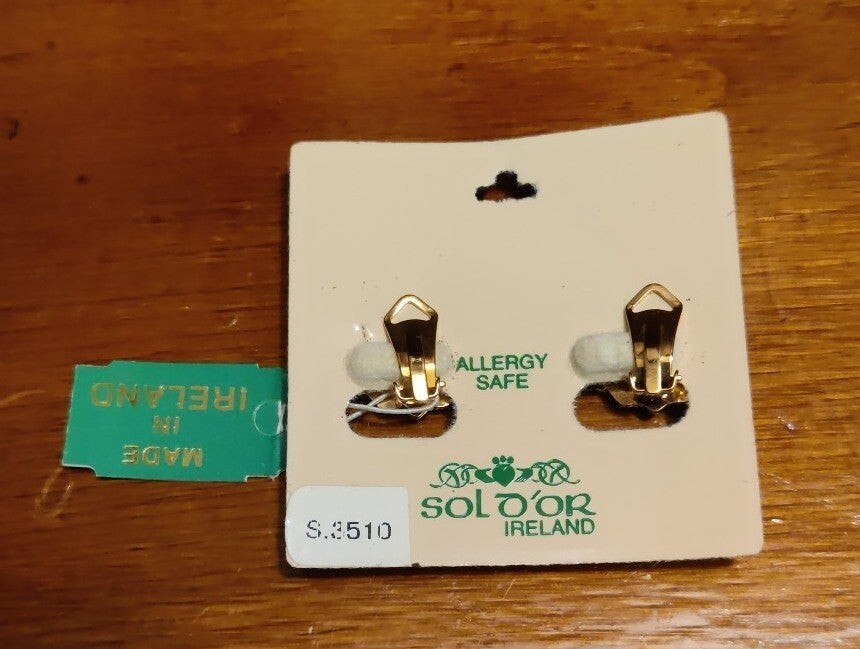 ALLERGY
SAFE
SOL D'OR
IRELAND
S.3510
MADE
IN
IRELAND